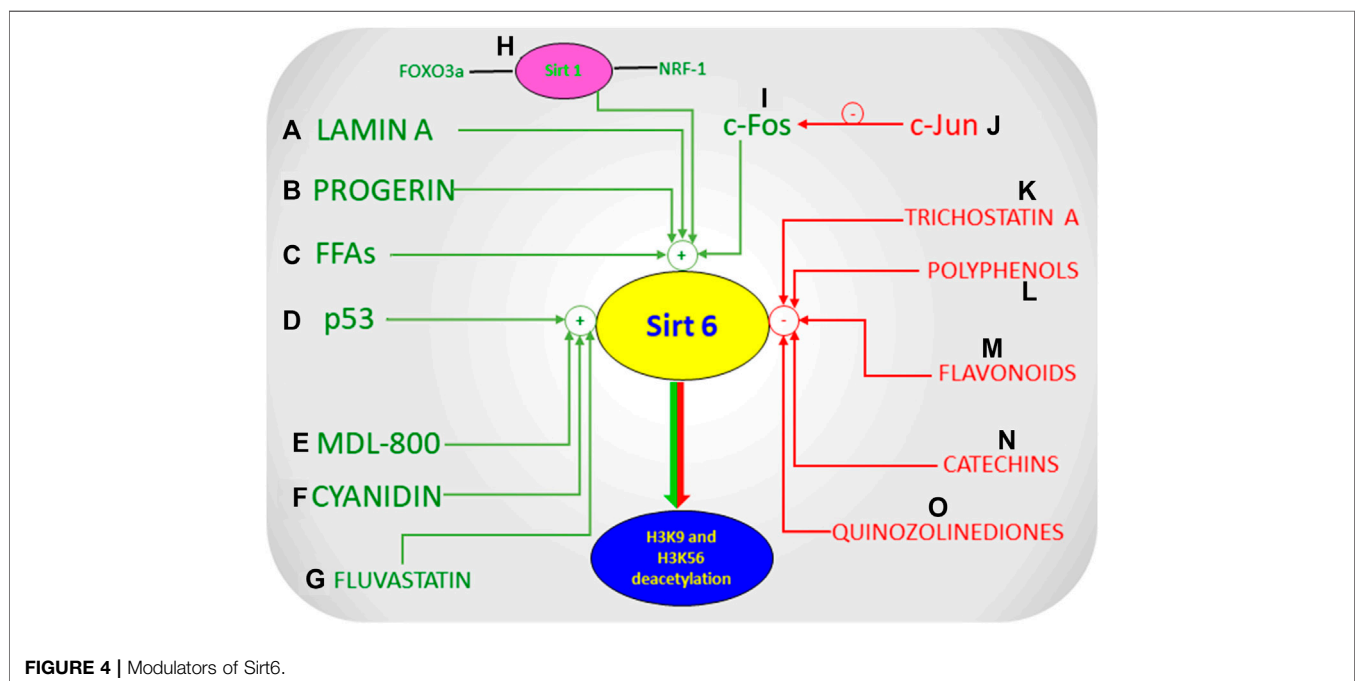 H
FOXO3a Sirt 1 NRF-1
I
A LAMIN A c-Fos - c-Jun J
B PROGERIN K
TRICHOSTATIN A
C FFAs + POLYPHENOLS
L
D p53 + Sirt 6 -
M
FLAVONOIDS
E MDL-800 N
CATECHINS
F CYANIDIN
O
QUINOZOLINEDIONES
H3K9 and
H3K56
deacetylation
G FLUVASTATIN
FIGURE 4 | Modulators of Sirt6.